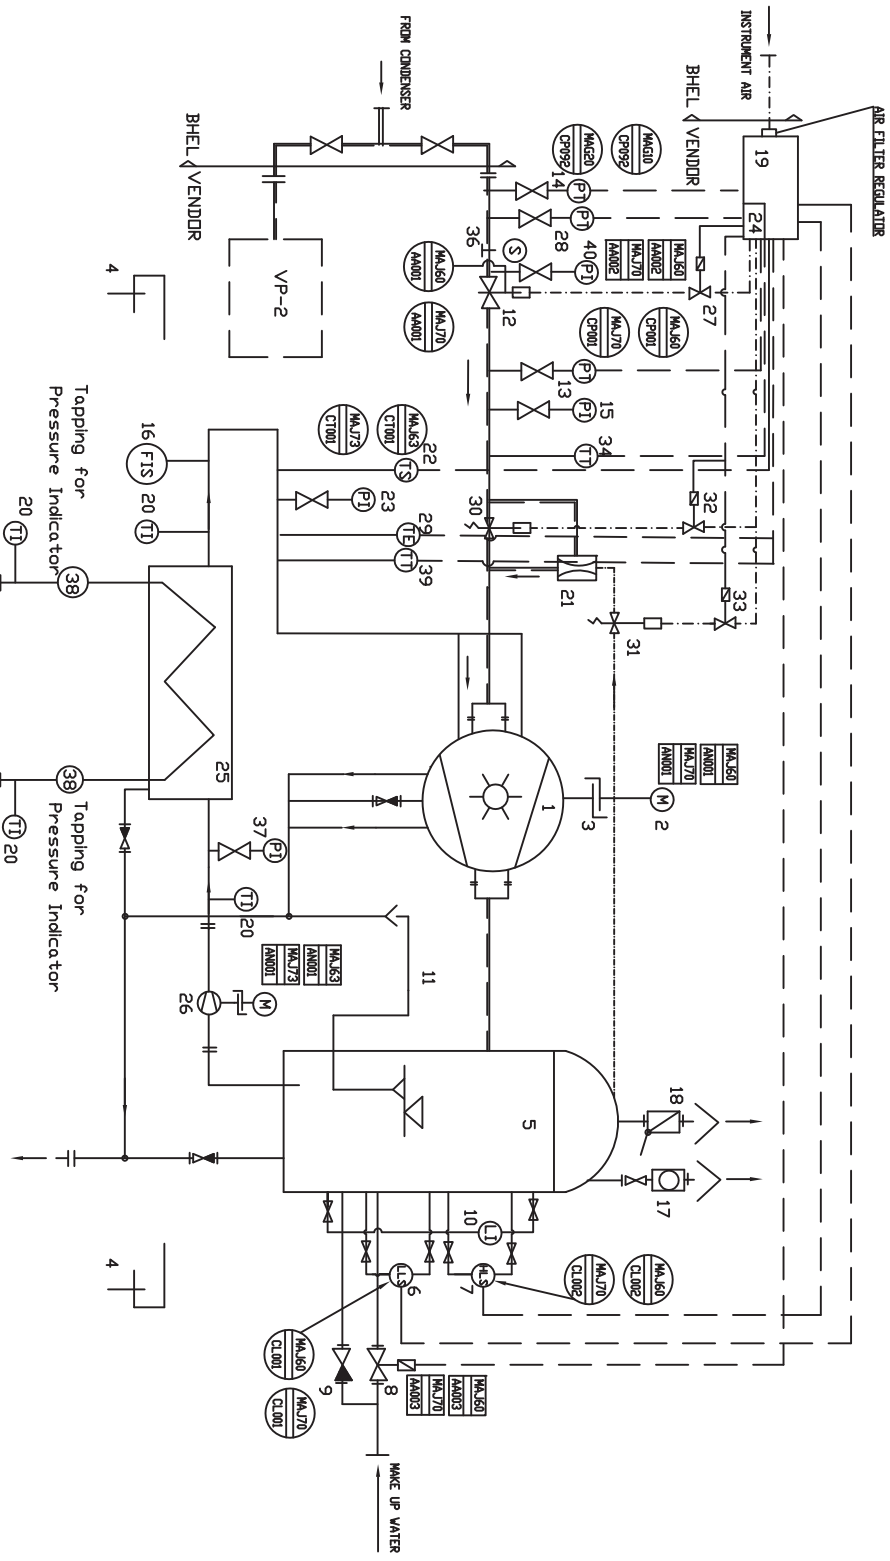 INSTRUMENT AIR
AIR FILTER REGULATOR
BHEL
VENDOR
19
24
FROM CONDENSER
BHEL
VENDOR
VP-2
MAG20
CP092
MAG10
CP092
14
PT
PT
28
36
S
40
PI
MAJ70
AA002
MAJ60
AA002
27
MAJ60
AA001
MAJ70
AA001
12
MAJ70
CP001
MAJ60
CP001
PT
13
PI
15
34
TT
4
Tapping for
Pressure Indicator
20
TI
38
16
FIS
20
TI
MAJ73
CT001
MAJ63
CT001
22
TS
PI
23
29
TE
TT
39
30
32
33
21
31
25
38
TI
20
Tapping for
Pressure Indicator
1
3
M
2
MAJ70
AN001
MAJ60
AN001
37
PI
TI
20
MAJ73
AN001
MAJ63
AN001
26
M
11
5
18
17
10
LI
LLS
6
HLS
7
MAJ70
CL002
MAJ60
CL002
4
MAJ60
CL001
MAJ70
CL001
9
8
MAJ70
AA003
MAJ60
AA003
MAKE UP WATER